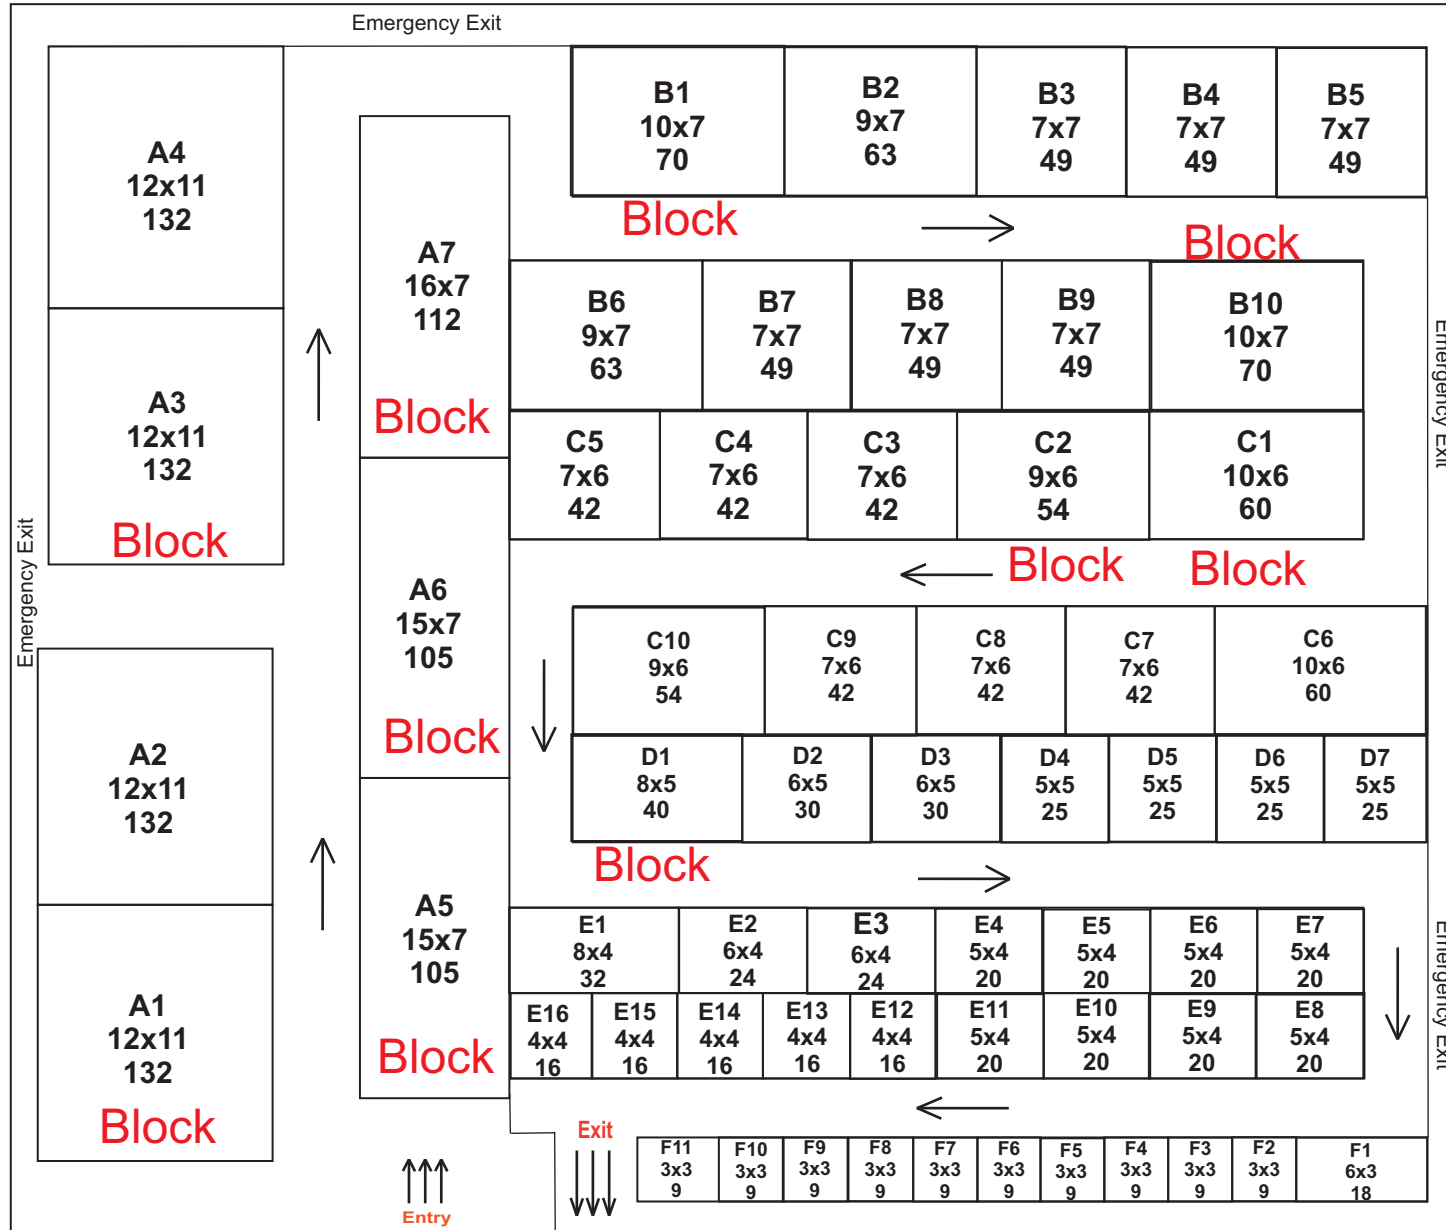 Emergency Exit
A4
12x11
132
A3
12x11
132
Block
Emergency Exit
A2
12x11
132
A1
12x11
132
Block
A7
16x7
112
Block
A6
15x7
105
Block
A5
15x7
105
Block
Entry
B1
10x7
70
B2
9x7
63
B3
7x7
49
B4
7x7
49
B5
7x7
49
Block
Block
B6
9x7
63
B7
7x7
49
B8
7x7
49
B9
7x7
49
B10
10x7
70
Emergency Exit
C5
7x6
42
C4
7x6
42
C3
7x6
42
C2
9x6
54
C1
10x6
60
Block
Block
C10
9x6
54
C9
7x6
42
C8
7x6
42
C7
7x6
42
C6
10x6
60
D1
8x5
40
D2
6x5
30
D3
6x5
30
D4
5x5
25
D5
5x5
25
D6
5x5
25
D7
5x5
25
Block
E1
8x4
32
E2
6x4
24
E3
6x4
24
E4
5x4
20
E5
5x4
20
E6
5x4
20
E7
5x4
20
Emergency Exit
E16
4x4
16
E15
4x4
16
E14
4x4
16
E13
4x4
16
E12
4x4
16
E11
5x4
20
E10
5x4
20
E9
5x4
20
E8
5x4
20
Exit
F11
3x3
9
F10
3x3
9
F9
3x3
9
F8
3x3
9
F7
3x3
9
F6
3x3
9
F5
3x3
9
F4
3x3
9
F3
3x3
9
F2
3x3
9
F1
6x3
18